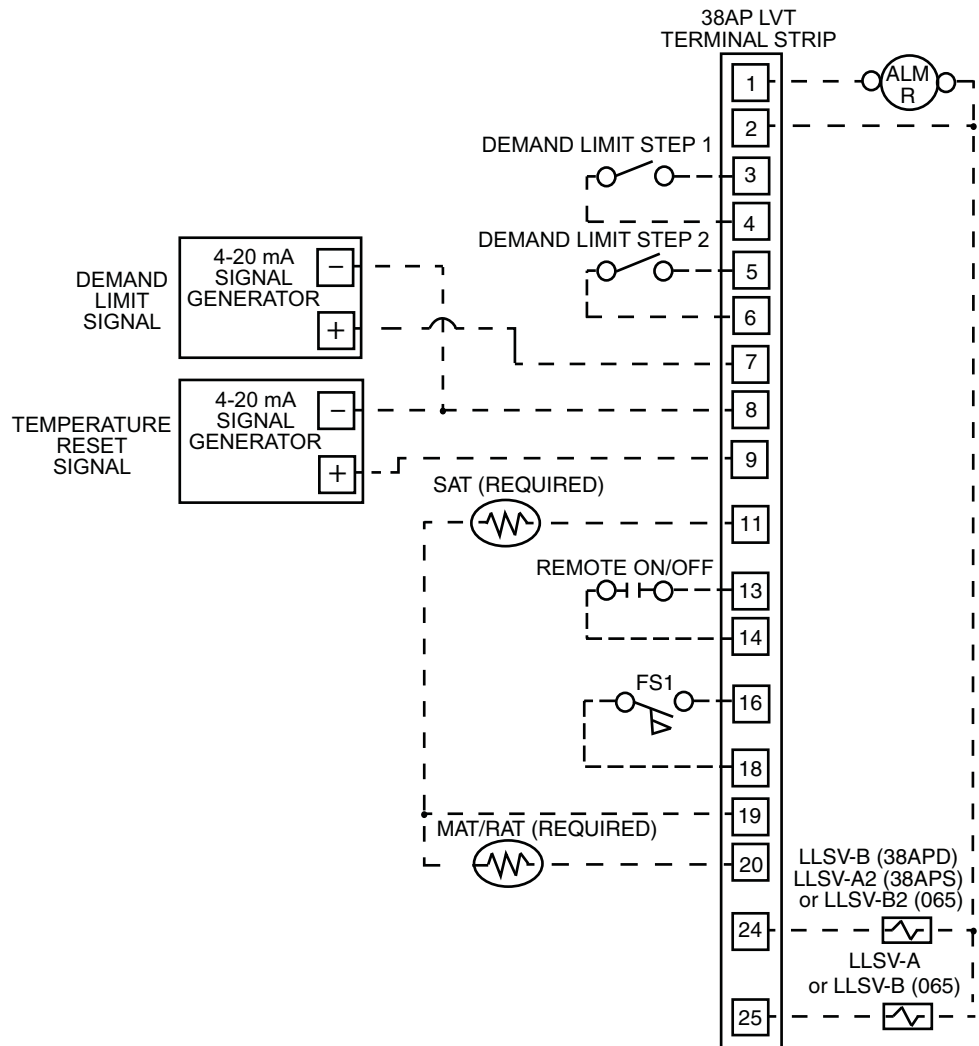 38AP LVT
TERMINAL STRIP
1
ALM
R
2
DEMAND LIMIT STEP 1
3
4
DEMAND LIMIT STEP 2
5
6
DEMAND
LIMIT
SIGNAL
4-20 mA
SIGNAL
GENERATOR
−
+
7
TEMPERATURE
RESET
SIGNAL
4-20 mA
SIGNAL
GENERATOR
−
+
8
9
SAT (REQUIRED)
11
REMOTE ON/OFF
13
14
FS1
16
18
19
MAT/RAT (REQUIRED)
20
LLSV-B (38APD)
LLSV-A2 (38APS)
or LLSV-B2 (065)
24
LLSV-A
or LLSV-B (065)
25